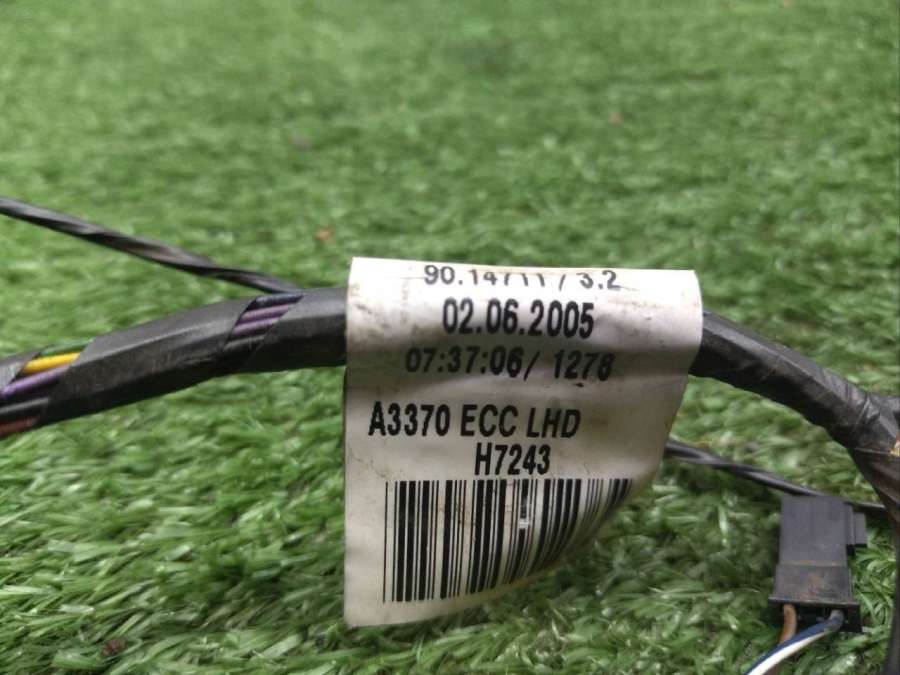 90.14711 / 3.2
02.06.2005
07:37:06/ 1278
A3370 ECC LHD
H7243